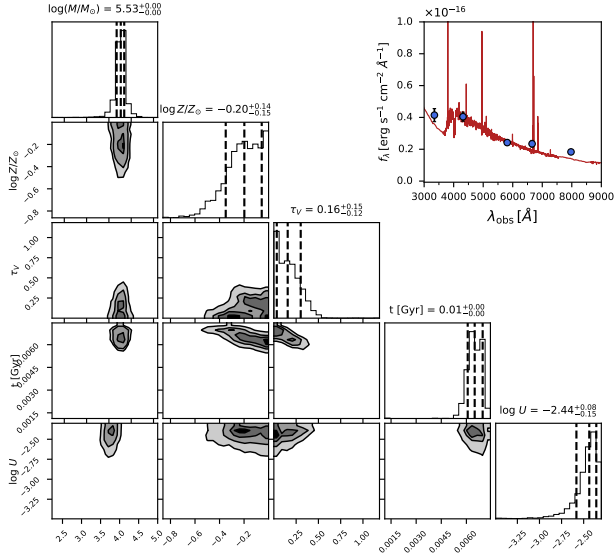 log(M/M⊙) = 5.53+0.00−0.00
×10−16
fλ [erg s−1 cm−2 Å−1]
1.0
0.8
0.6
0.4
0.2
0.0
3000 4000 5000 6000 7000 8000 9000
λobs [Å]
log Z/Z⊙ = −0.20+0.14−0.15
log Z/Z⊙
−0.2
−0.4
−0.6
−0.8
τV = 0.16+0.15−0.12
τV
1.00
0.75
0.50
0.25
t [Gyr] = 0.01+0.00−0.00
t [Gyr]
0.0060
0.0045
0.0030
0.0015
log U = −2.44+0.08−0.15
log U
−2.50
−2.75
−3.00
−3.25
2.5 3.0 3.5 4.0 4.5 5.0
−0.8 −0.6 −0.4 −0.2
0.25 0.50 0.75 1.00
0.0015 0.0030 0.0045 0.0060
−3.25 −3.00 −2.75 −2.50